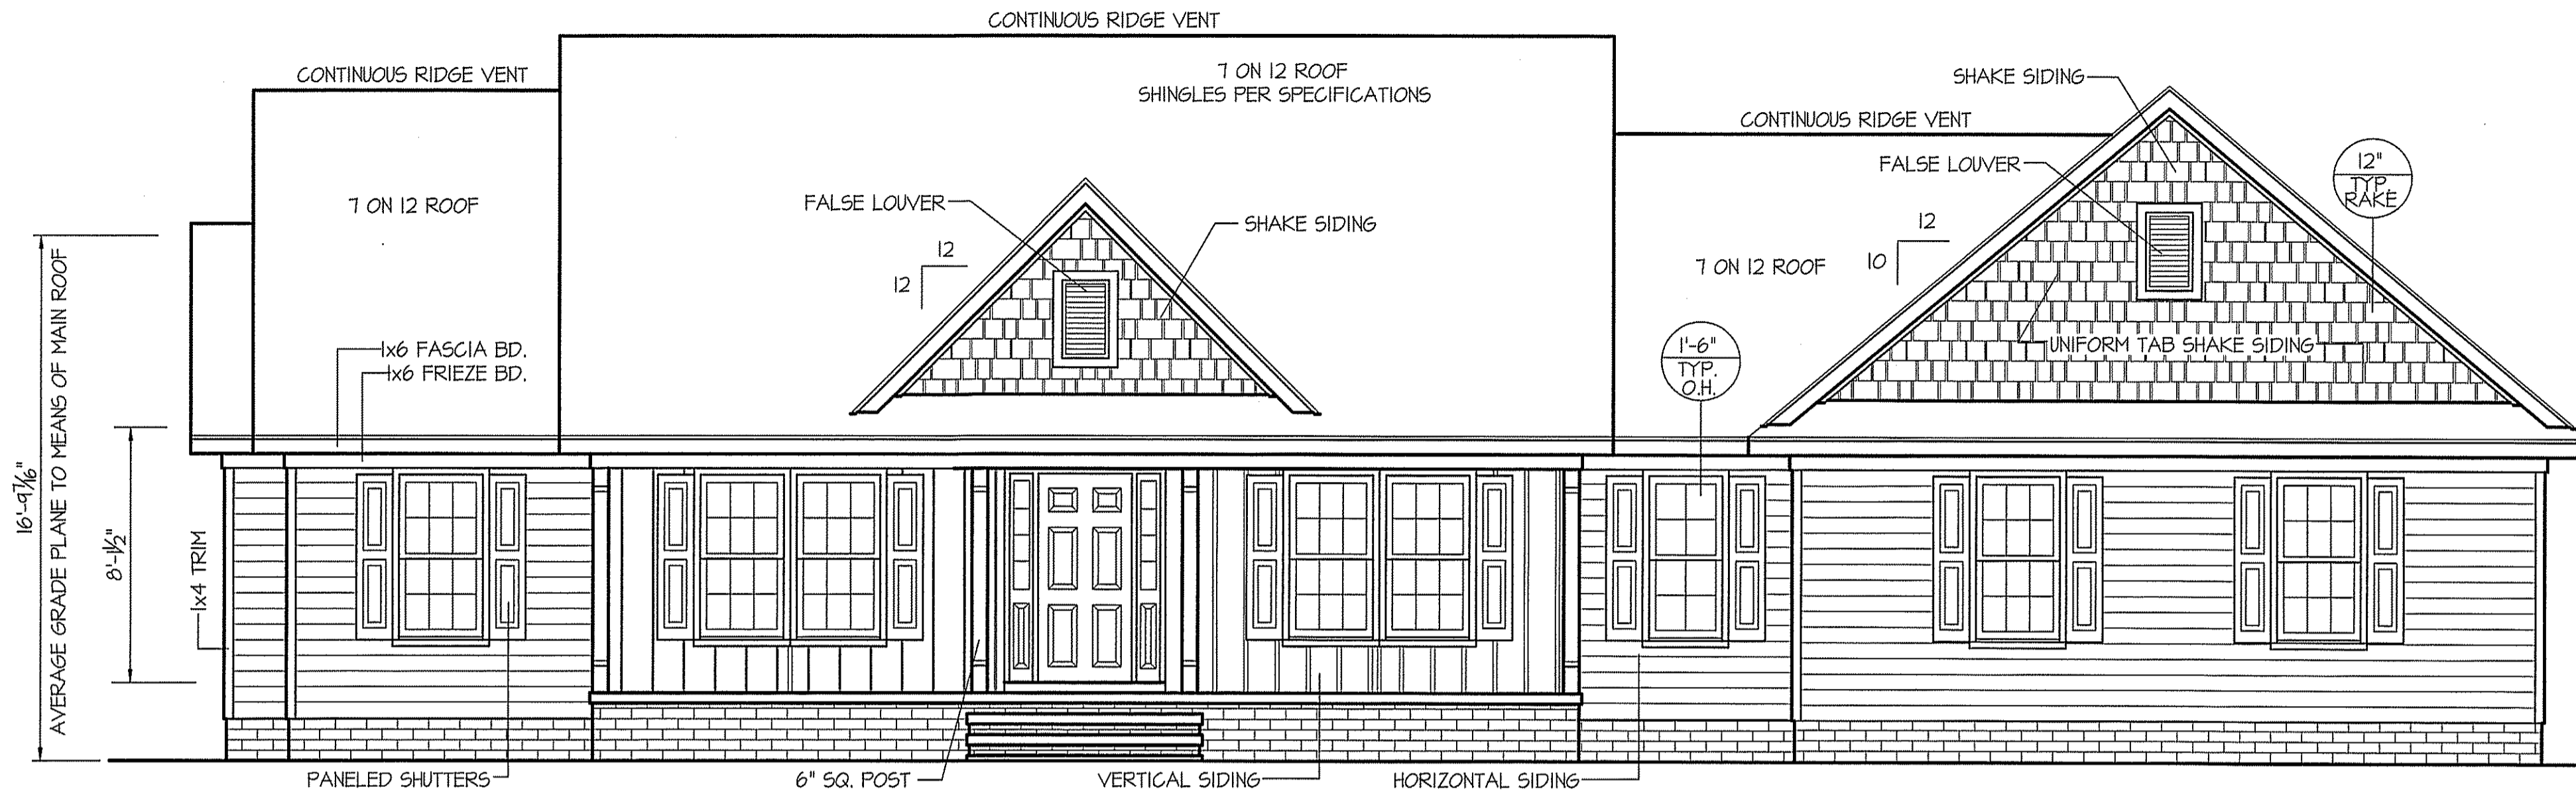 CONTINUOUS RIDGE VENT
CONTINUOUS RIDGE VENT
7 ON 12 ROOF
SHINGLES PER SPECIFICATIONS
SHAKE SIDING
CONTINUOUS RIDGE VENT
FALSE LOUVER
12"
TYP.
RAKE
7 ON 12 ROOF
FALSE LOUVER
SHAKE SIDING
12
12
12
10
7 ON 12 ROOF
1x6 FASCIA BD.
1x6 FRIEZE BD.
1'-6"
TYP.
O.H.
UNIFORM TAB SHAKE SIDING
16'-9 7/16"
AVERAGE GRADE PLANE TO MEANS OF MAIN ROOF
8'-1/2"
1x4 TRIM
PANELED SHUTTERS
6" SQ. POST
VERTICAL SIDING
HORIZONTAL SIDING